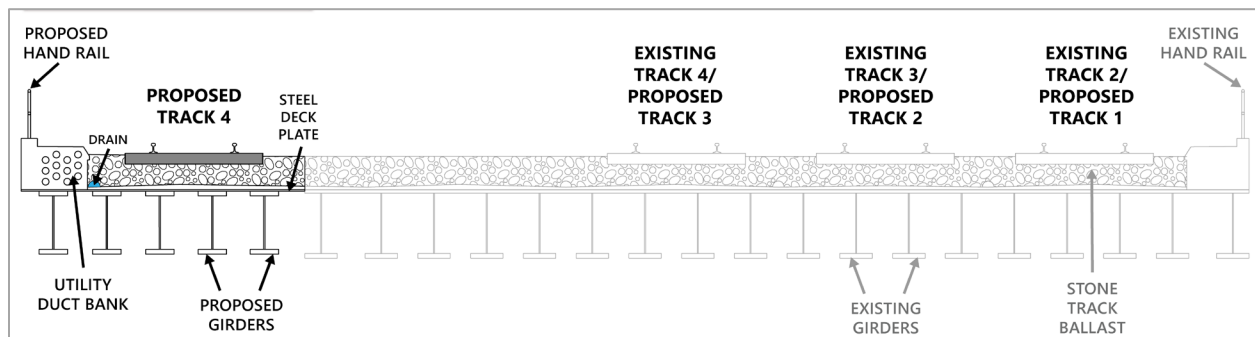 PROPOSED
HAND RAIL
PROPOSED
TRACK 4
DRAIN
STEEL
DECK
PLATE
EXISTING
TRACK 4/
PROPOSED
TRACK 3
EXISTING
TRACK 3/
PROPOSED
TRACK 2
EXISTING
TRACK 2/
PROPOSED
TRACK 1
EXISTING
HAND RAIL
UTILITY
DUCT BANK
PROPOSED
GIRDERS
EXISTING
GIRDERS
STONE
TRACK
BALLAST